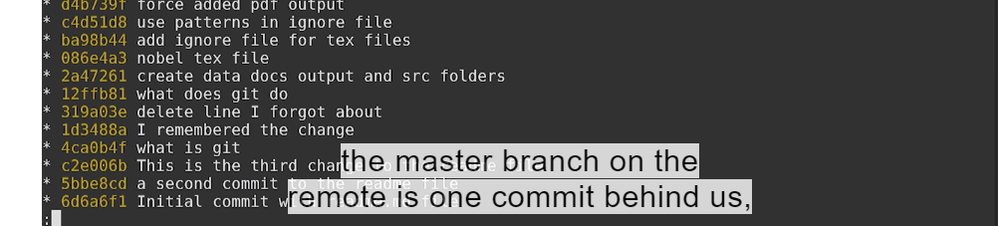 * d4b739f force added pdf output
* c4d51d8 use patterns in ignore file
* ba98b44 add ignore file for tex files
* 086e4a3 nobel tex file
* 2a47261 create data docs output and src folders
* 12ffb81 what does git do
* 319a03e delete line I forgot about
* 1d3488a I remembered the change
* 4ca0b4f what is git
* c2e006b This is the third chan
the master branch on the
* 5bbe8cd a second commit to the readme file
* 6d6a6f1 Initial commit w
remote is one commit behind us,
: